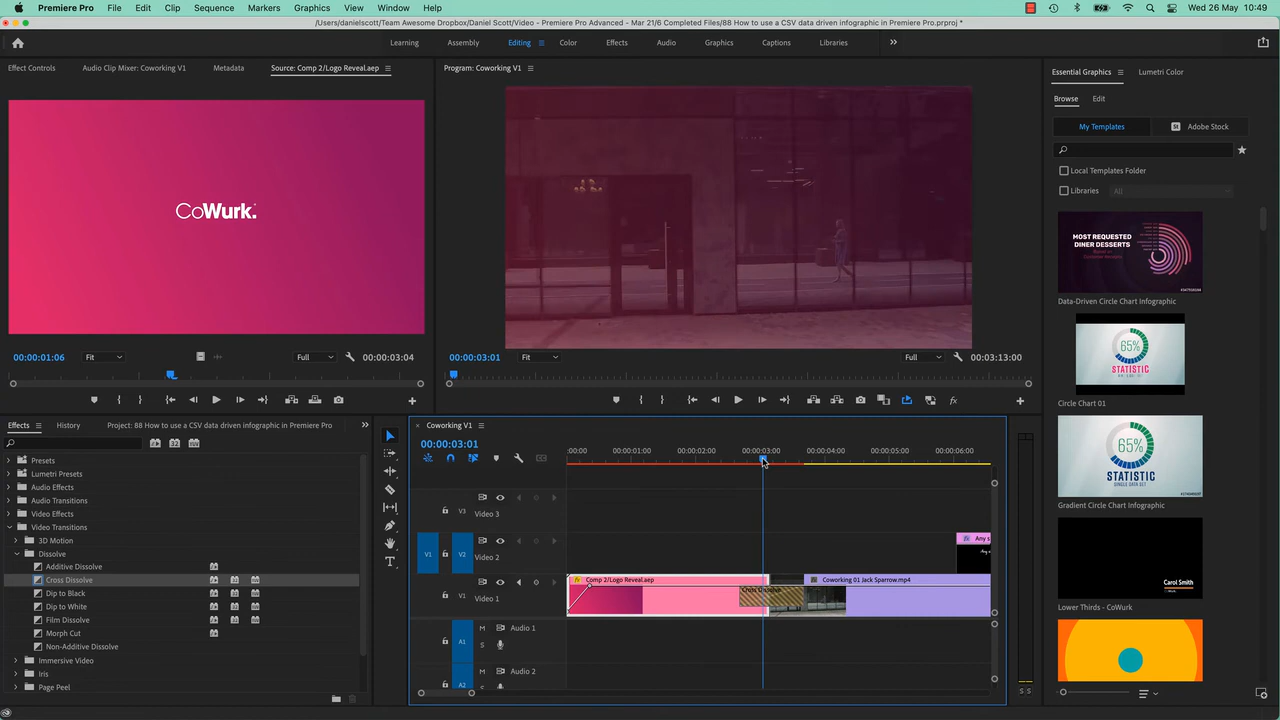 Premiere Pro File Edit Clip Sequence Markers Graphics View Window Help Wed 26 May 10:49
/Users/danielscott/Team Awesome Dropbox/Daniel Scott/Video - Premiere Pro Advanced - Mar 21/6 Completed Files/88 How to use a CSV data driven infographic in Premiere Pro.prproj *
Learning Assembly Editing Color Effects Audio Graphics Captions Libraries
Effect Controls Audio Clip Mixer: Coworking V1 Metadata Source: Comp 2/Logo Reveal.aep
Program: Coworking V1
Essential Graphics Lumetri Color
Browse Edit
My Templates St Adobe Stock
Local Templates Folder
Libraries All
CoWurk.
MOST REQUESTED
DINER DESSERTS
Data-Driven Circle Chart Infographic
65%
STATISTIC
Circle Chart 01
65%
STATISTIC
SINGLE DATA SET
Gradient Circle Chart Infographic
Carol Smith
Lower Thirds - CoWurk
00:00:01:06 Fit Full 00:00:03:04
00:00:03:01 Fit Full 00:03:13:00
Effects History Project: 88 How to use a CSV data driven infographic in Premiere Pro
Presets
Lumetri Presets
Audio Effects
Audio Transitions
Video Effects
Video Transitions
3D Motion
Dissolve
Additive Dissolve
Cross Dissolve
Dip to Black
Dip to White
Film Dissolve
Morph Cut
Non-Additive Dissolve
Immersive Video
Iris
Page Peel
Coworking V1
00:00:03:01
:00:00 00:00:01:00 00:00:02:00 00:00:03:00 00:00:04:00 00:00:05:00 00:00:06:00
V3 Video 3
V1 V2 Video 2
Any s
V1 Video 1
fx Comp 2/Logo Reveal.aep
Cross Dissolve
Coworking 01 Jack Sparrow.mp4
A1 M S Audio 1
A2 M S Audio 2
S S